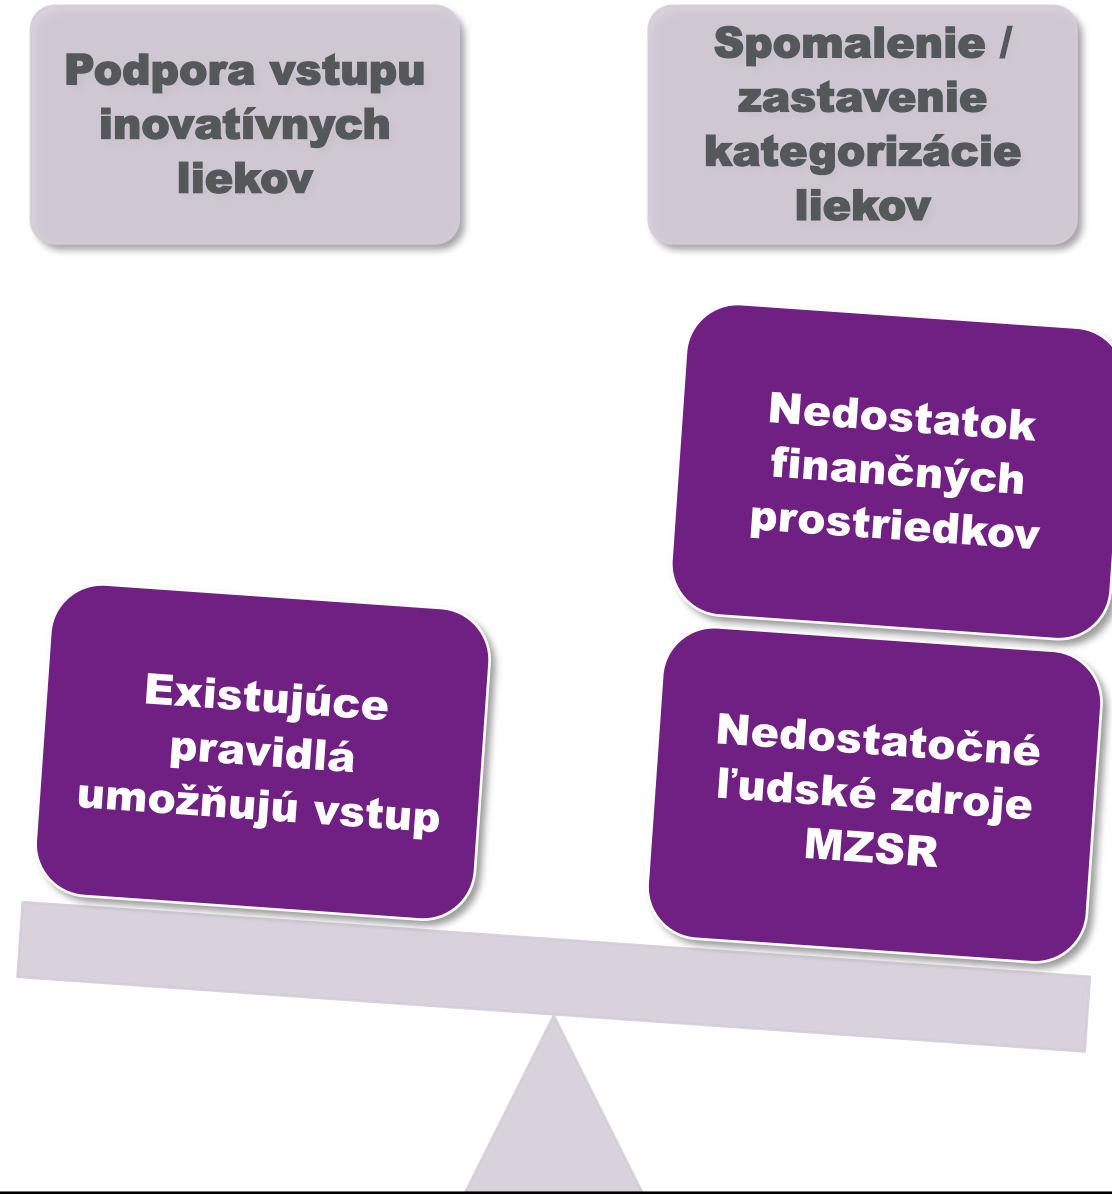 Podpora vstupu
inovatívnych
liekov
Spomalenie /
zastavenie
kategorizácie
liekov
Nedostatok
finančných
prostriedkov
Existujúce
pravidlá
umožňujú vstup
Nedostatočné
ľudské zdroje
MZSR